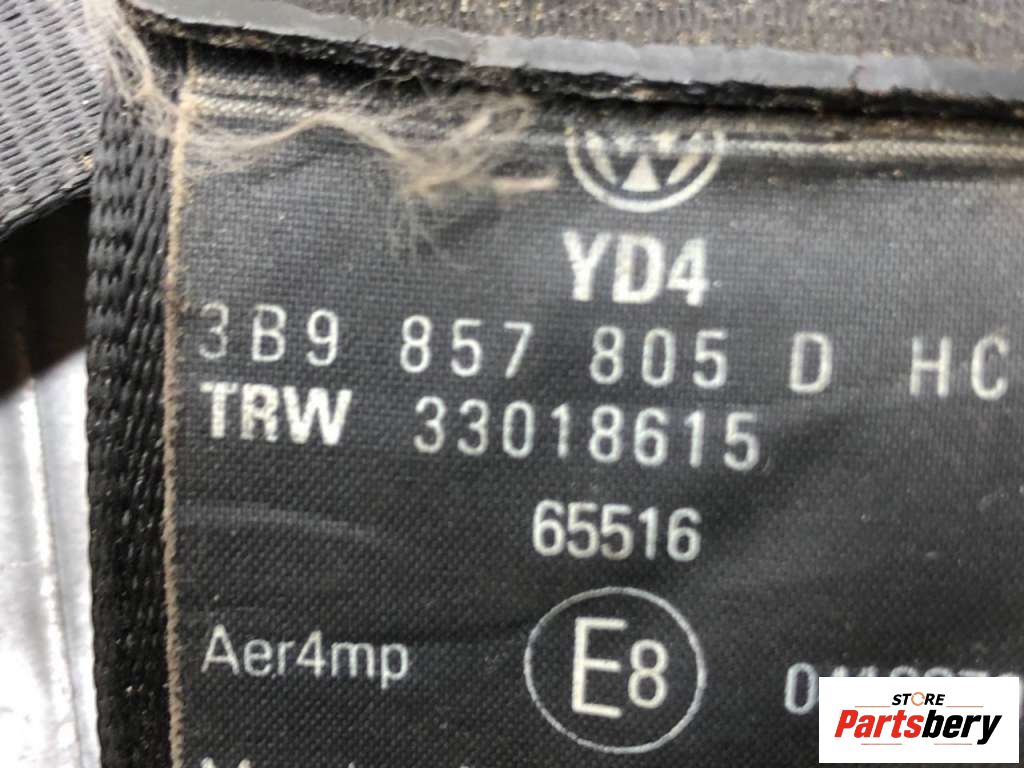 YD4
3B9 857 805 D HC
TRW 33018615
65516
Aer4mp
E8
STORE
Partsbery